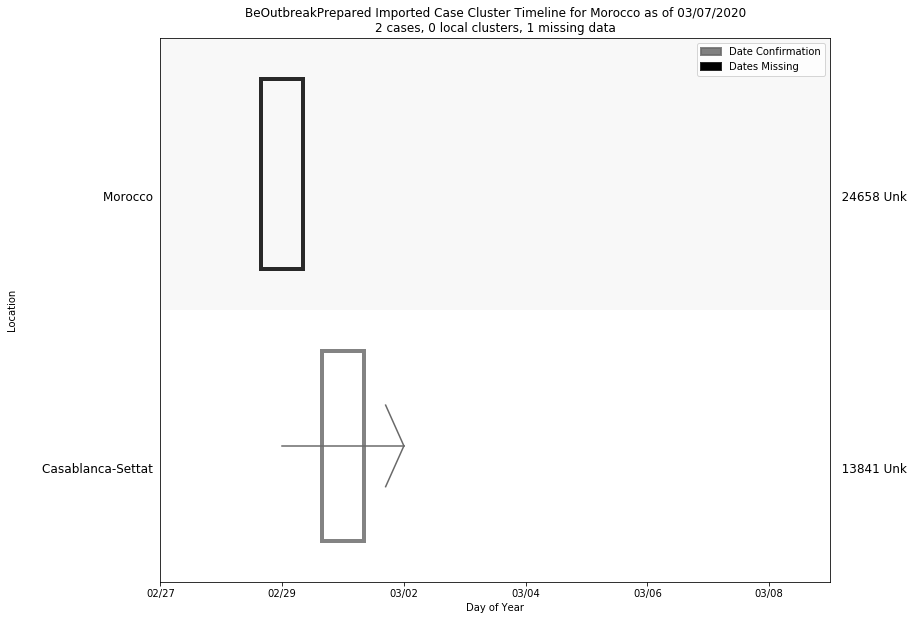 BeOutbreakPrepared Imported Case Cluster Timeline for Morocco as of 03/07/2020
2 cases, 0 local clusters, 1 missing data
Date Confirmation
Dates Missing
Morocco
24658 Unk
Location
Casablanca-Settat
13841 Unk
02/27
02/29
03/02
03/04
03/06
03/08
Day of Year